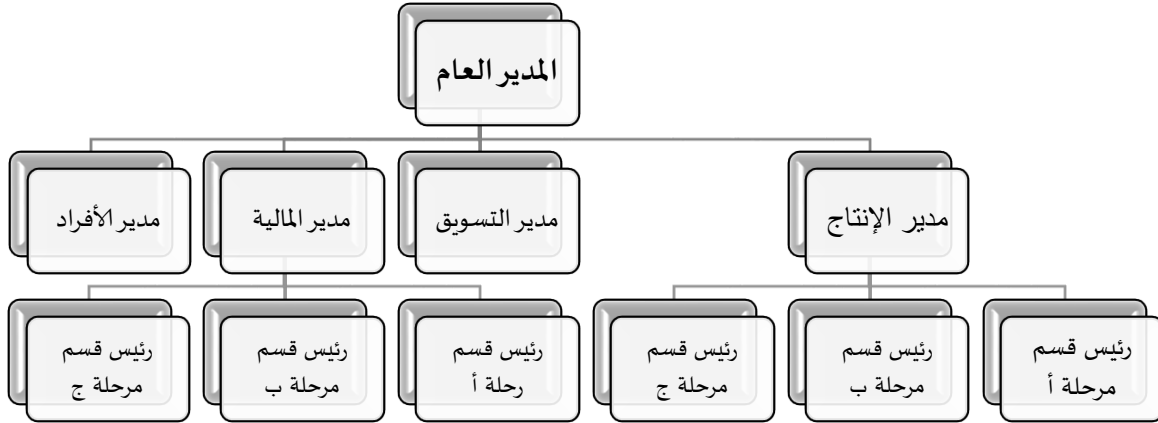 المدير العام
مدير الإنتاج
مدير التسويق
مدير المالية
مدير الأفراد
رئيس قسم
مرحلة أ
رئيس قسم
مرحلة ب
رئيس قسم
مرحلة ج
رئيس قسم
رحلة أ
رئيس قسم
مرحلة ب
رئيس قسم
مرحلة ج